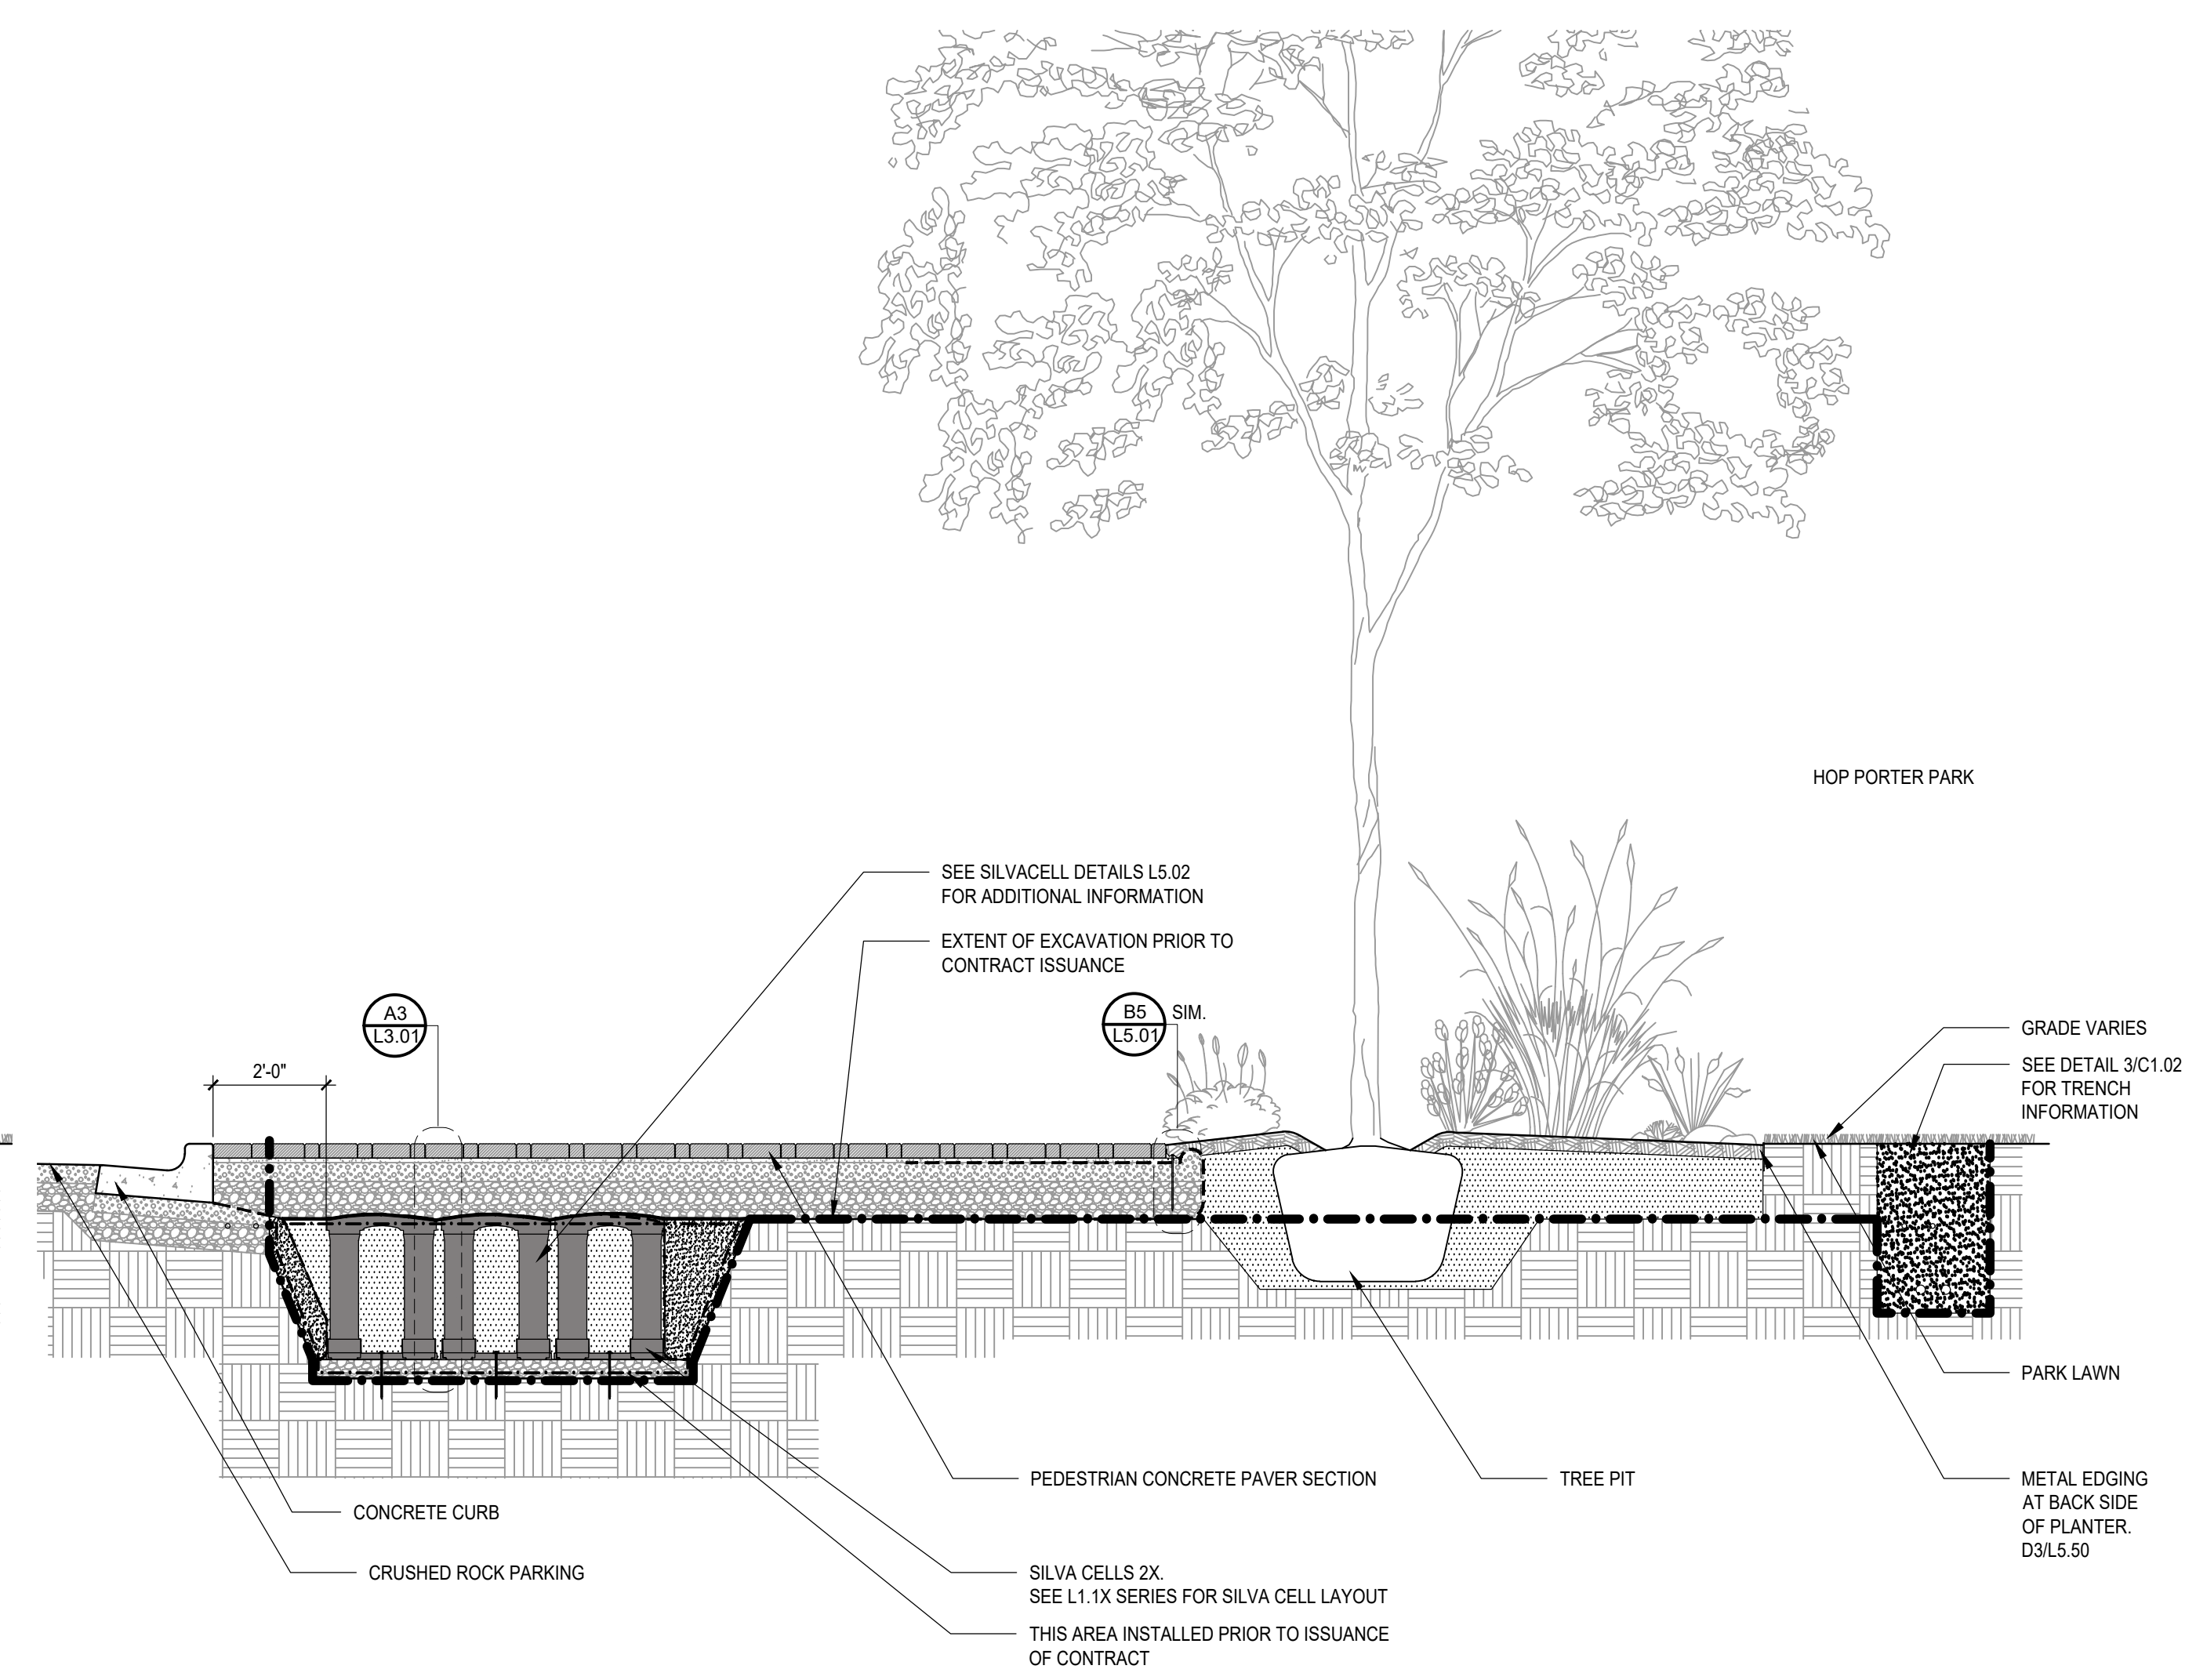 HOP PORTER PARK
SEE SILVACELL DETAILS L5.02
FOR ADDITIONAL INFORMATION
EXTENT OF EXCAVATION PRIOR TO
CONTRACT ISSUANCE
A3
L3.01
B5
L5.01
SIM.
2'-0"
GRADE VARIES
SEE DETAIL 3/C1.02
FOR TRENCH
INFORMATION
PARK LAWN
PEDESTRIAN CONCRETE PAVER SECTION
TREE PIT
METAL EDGING
AT BACK SIDE
OF PLANTER.
D3/L5.50
CONCRETE CURB
CRUSHED ROCK PARKING
SILVA CELLS 2X.
SEE L1.1X SERIES FOR SILVA CELL LAYOUT
THIS AREA INSTALLED PRIOR TO ISSUANCE
OF CONTRACT